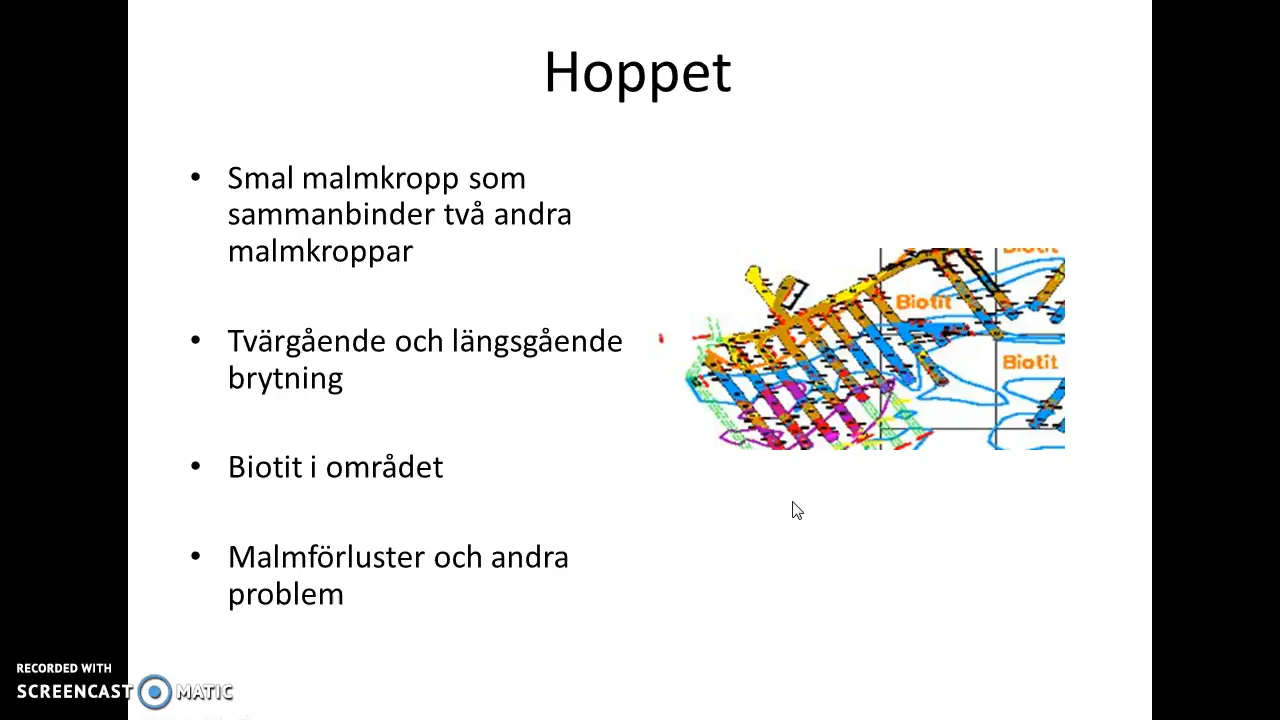 Hoppet
• Smal malmkropp som
sammanbinder två andra
malmkroppar
• Tvärgående och längsgående
brytning
• Biotit i området
• Malmförluster och andra
problem
Biotit
Biotit
Biotit
RECORDED WITH
SCREENCAST MATIC